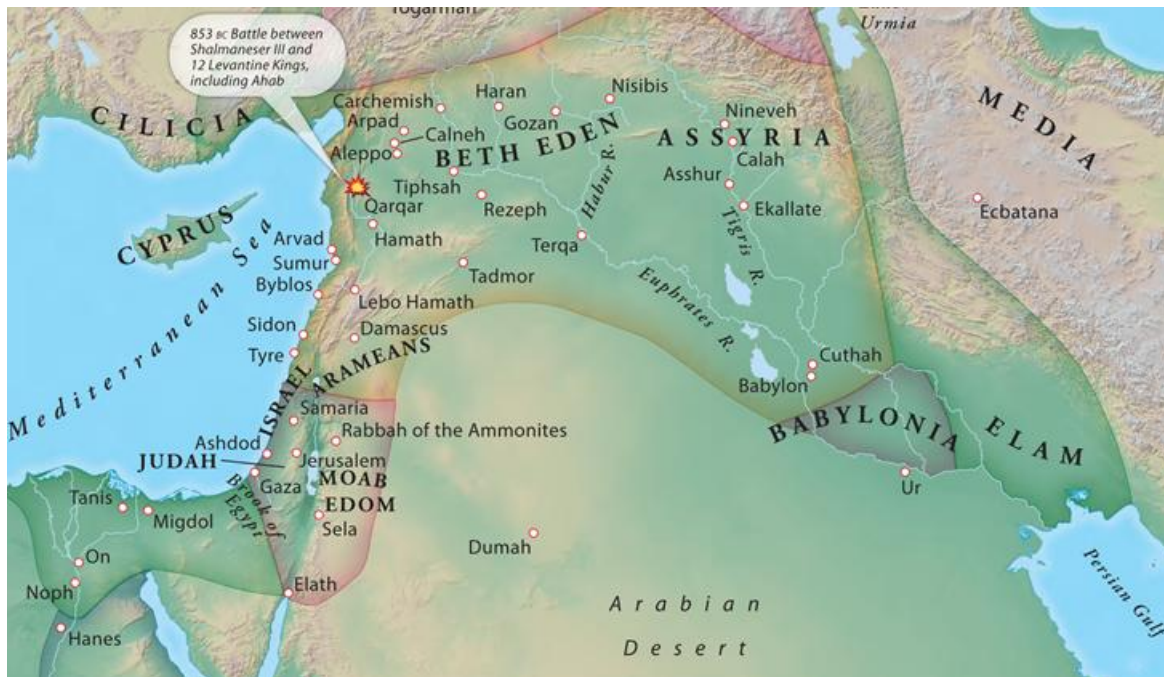 Togarmah
Urmia
853 BC Battle between
Shalmaneser III and
12 Levantine Kings,
including Ahab
CILICIA
Carchemish
Haran
Nisibis
Arpad
Gozan
Nineveh
MEDIA
Calneh
BETH EDEN
ASSYRIA
Aleppo
Calah
Habur R.
Tiphsah
Asshur
Qarqar
Rezeph
Ekallate
Ecbatana
CYPRUS
Hamath
Terqa
Tigris R.
Arvad
Sumur
Tadmor
Byblos
Lebo Hamath
Euphrates R.
Mediterranean Sea
Sidon
Damascus
Tyre
ARAMEANS
Cuthah
ISRAEL
Babylon
Samaria
BABYLONIA
ELAM
Ashdod
Rabbah of the Ammonites
JUDAH
Jerusalem
Gaza
MOAB
Ur
Brook of
Egypt
EDOM
Tanis
Migdol
Sela
Dumah
On
Noph
Elath
Persian Gulf
Arabian
Desert
Hanes